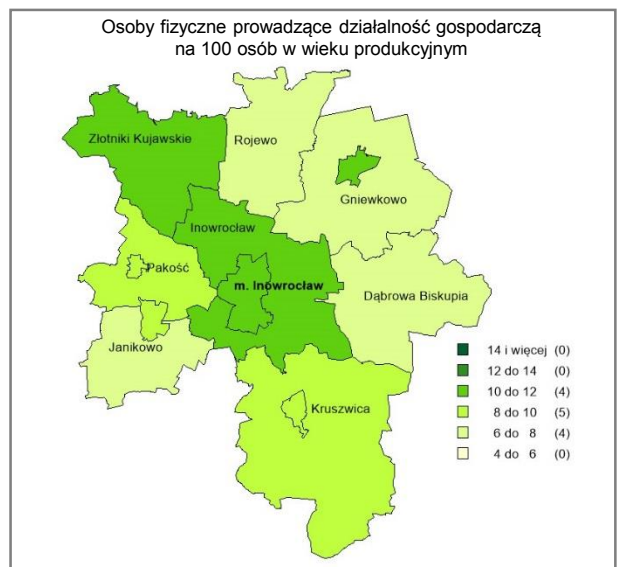 Osoby fizyczne prowadzące działalność gospodarczą
na 100 osób w wieku produkcyjnym
Złotniki Kujawskie
Rojewo
Gniewkowo
Inowrocław
Pakość
m. Inowrocław
Dąbrowa Biskupia
Janikowo
Kruszwica
14 i więcej (0)
12 do 14 (0)
10 do 12 (4)
8 do 10 (5)
6 do 8 (4)
4 do 6 (0)